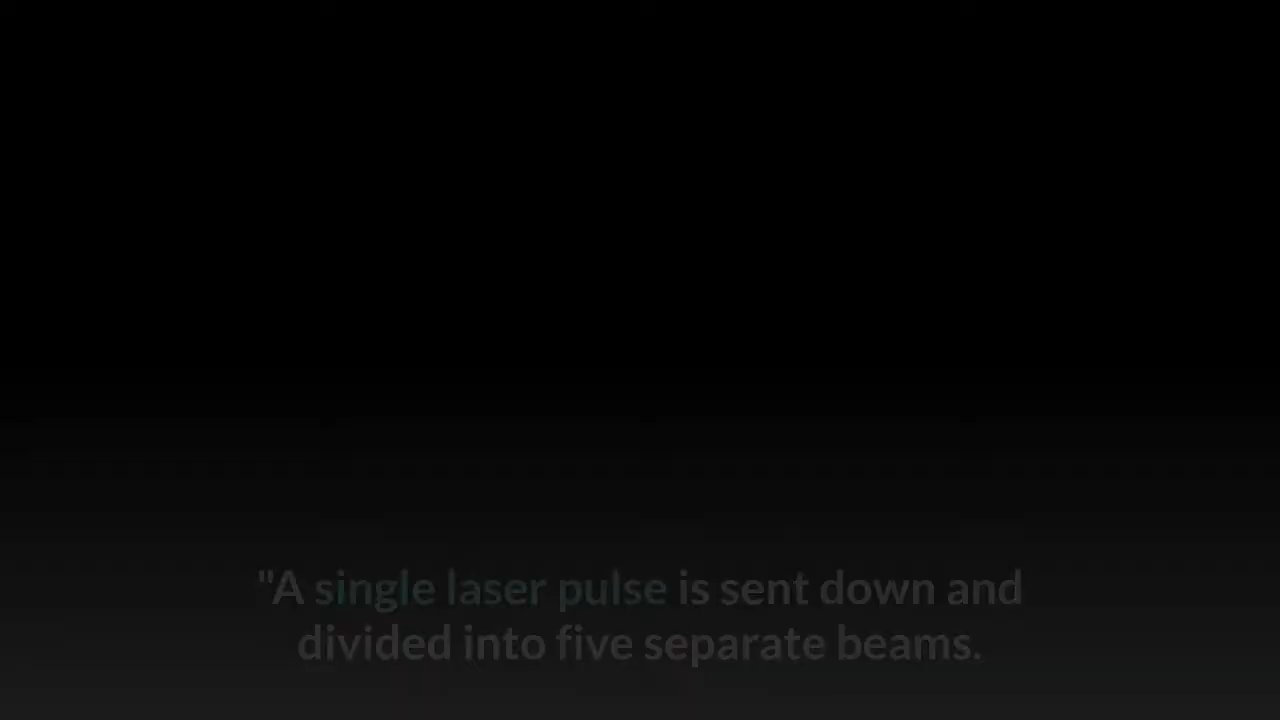 "A single laser pulse is sent down and
divided into five separate beams.